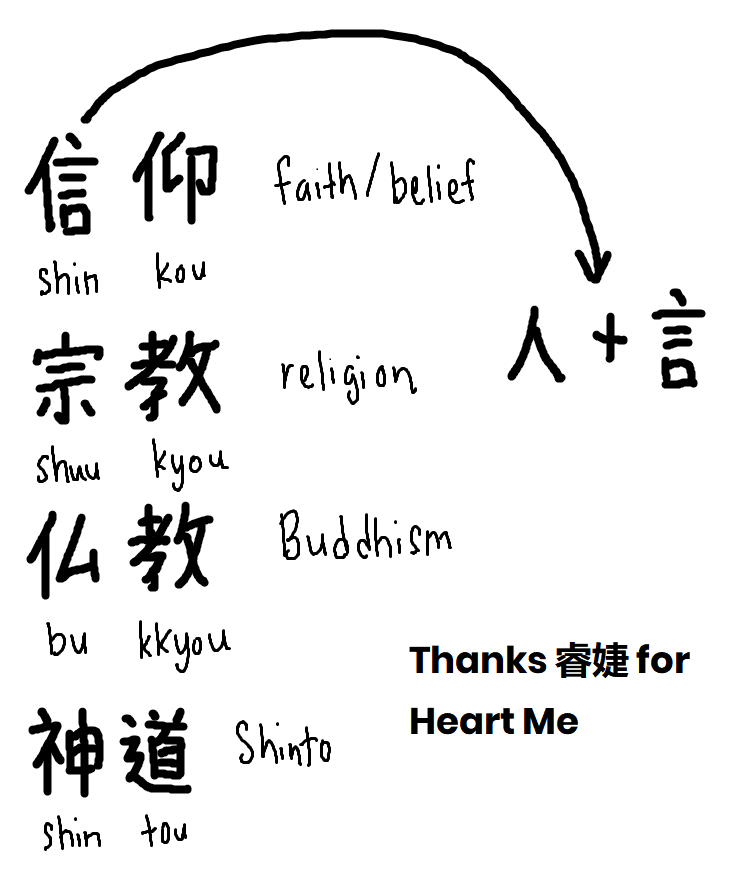 信仰 faith/belief
shin kou
人+言
宗教 religion
shuu kyou
仏教 Buddhism
bu kkyou
Thanks 睿婕 for
Heart Me
神道 Shinto
shin tou